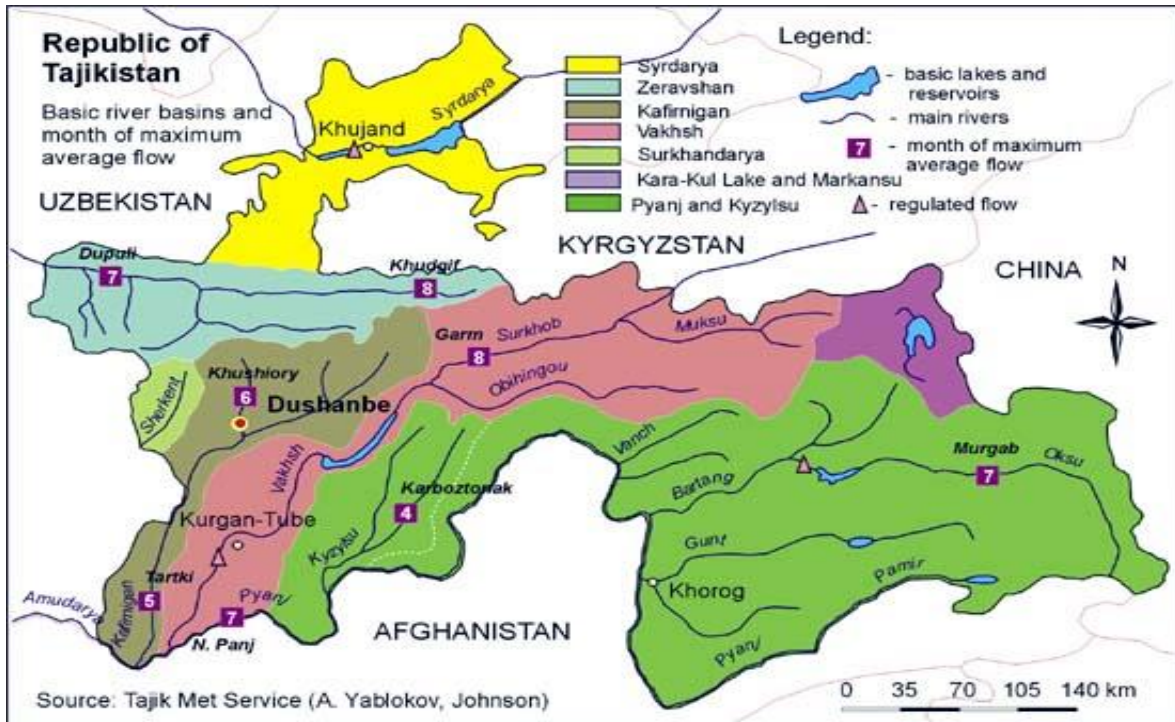 Republic of
Tajikistan
Basic river basins and
month of maximum
average flow
Syrdarya
Zeravshan
Kafirnigan
Vakhsh
Surkhandarya
Kara-Kul Lake and Markansu
Pyanj and Kyzylsu
Legend:
- basic lakes and
reservoirs
- main rivers
7 - month of maximum
average flow
- regulated flow
Syrdarya
Khujand
UZBEKISTAN
KYRGYZSTAN
CHINA
N
Dupuli
7
Khudgif
8
Garm
8
Surkhob
Muksu
Obihingou
Khushiory
6
Sherkent
Dushanbe
Vakhsh
Vanch
Bartang
Murgab
7
Oksu
Karboztonak
4
Kurgan-Tube
Kyzylsu
Gunt
Khorog
Pamir
Tartki
5
Kafirnigan
Amudarya
Pyanj
7
N. Panj
AFGHANISTAN
Pyanj
Source: Tajik Met Service (A. Yablokov, Johnson)
0 35 70 105 140 km